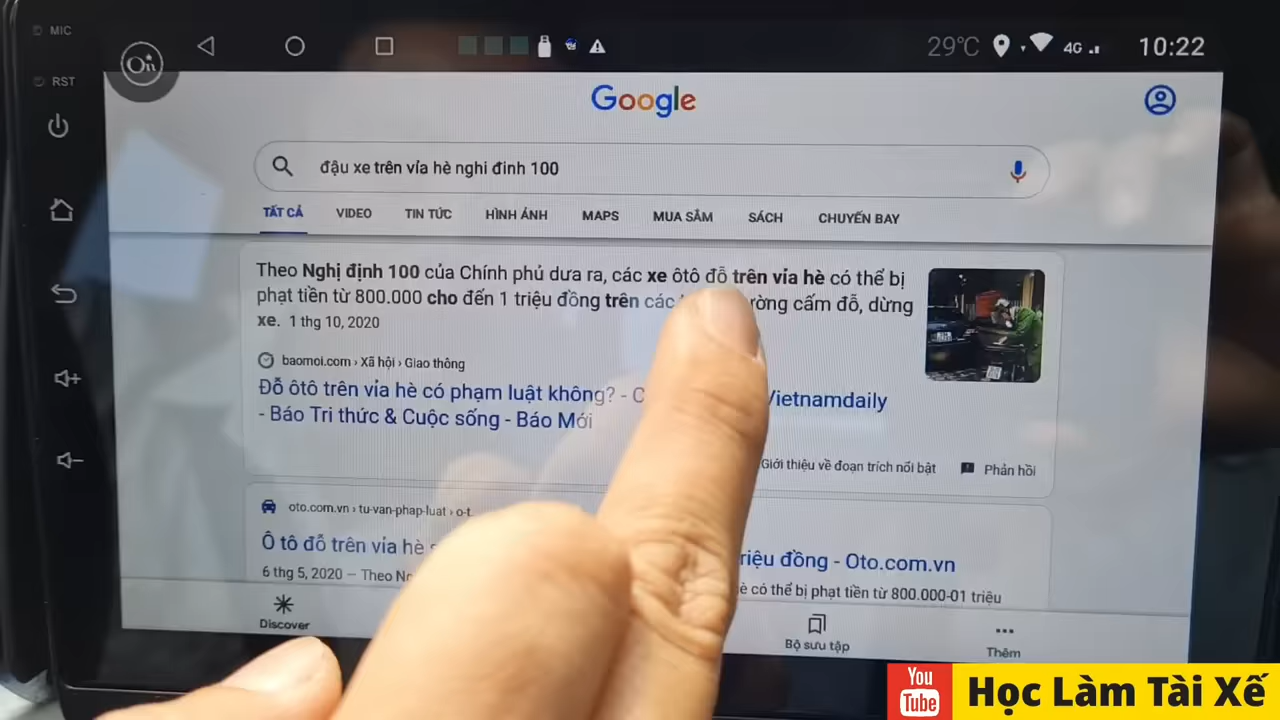 MIC
RST
On
29°C
4G
10:22
Google
đậu xe trên vỉa hè nghi đinh 100
TẤT CẢ VIDEO TIN TỨC HÌNH ẢNH MAPS MUA SẮM SÁCH CHUYẾN BAY
Theo Nghị định 100 của Chính phủ đưa ra, các xe ôtô đỗ trên vỉa hè có thể bị
phạt tiền từ 800.000 cho đến 1 triệu đồng trên các cấm đỗ, dừng
xe. 1 thg 10, 2020
baomoi.com › Xã hội › Giao thông
Đỗ ôtô trên vỉa hè có phạm luật không? - Vietnamdaily
- Báo Tri thức & Cuộc sống - Báo Mới
Giới thiệu về đoạn trích nổi bật Phản hồi
oto.com.vn › tu-van-phap-luat › o-t
Ô tô đỗ trên vỉa hè triệu đồng - Oto.com.vn
6 thg 5, 2020 — Theo có thể bị phạt tiền từ 800.000-01 triệu
Discover
Bộ sưu tập
Thêm
You
Tube
Học Làm Tài Xế